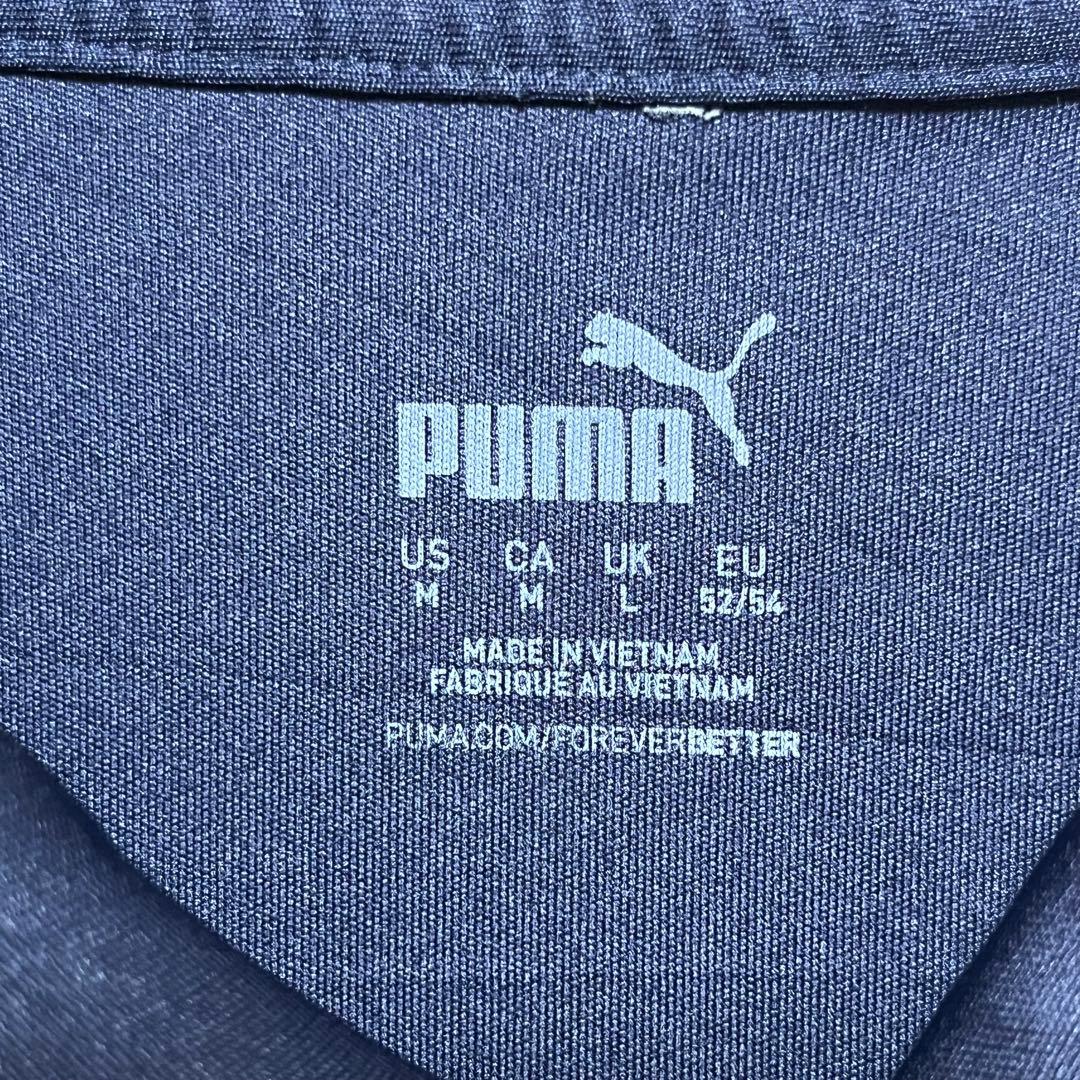 PUMA
US CA UK EU
M M L 52/54
MADE IN VIETNAM
FABRIQUE AU VIETNAM
PUMA.COM/FOREVERBETTER